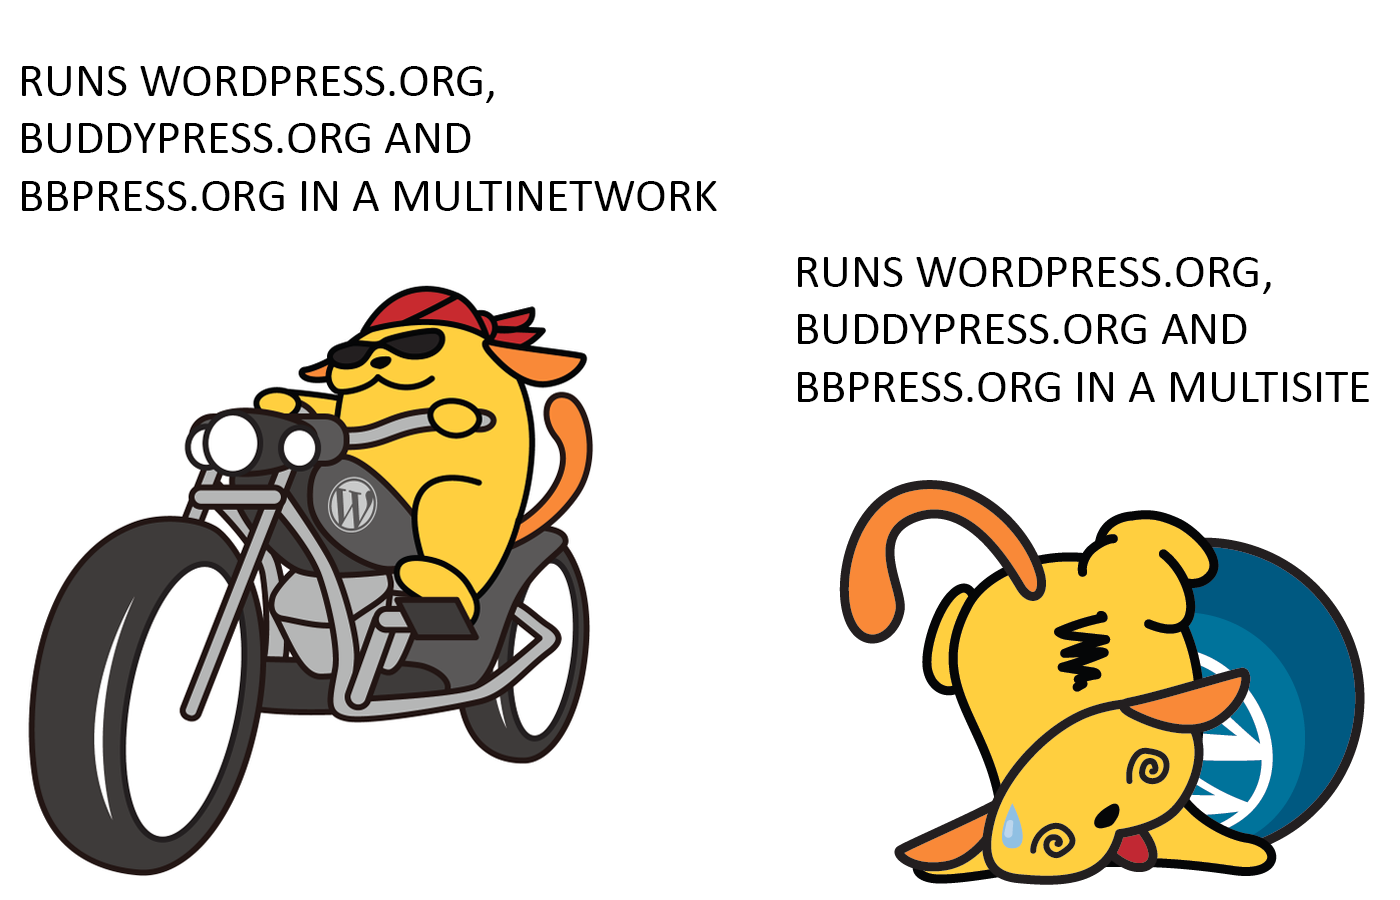 RUNS WORDPRESS.ORG,
BUDDYPRESS.ORG AND
BBPRESS.ORG IN A MULTINETWORK
RUNS WORDPRESS.ORG,
BUDDYPRESS.ORG AND
BBPRESS.ORG IN A MULTISITE
W